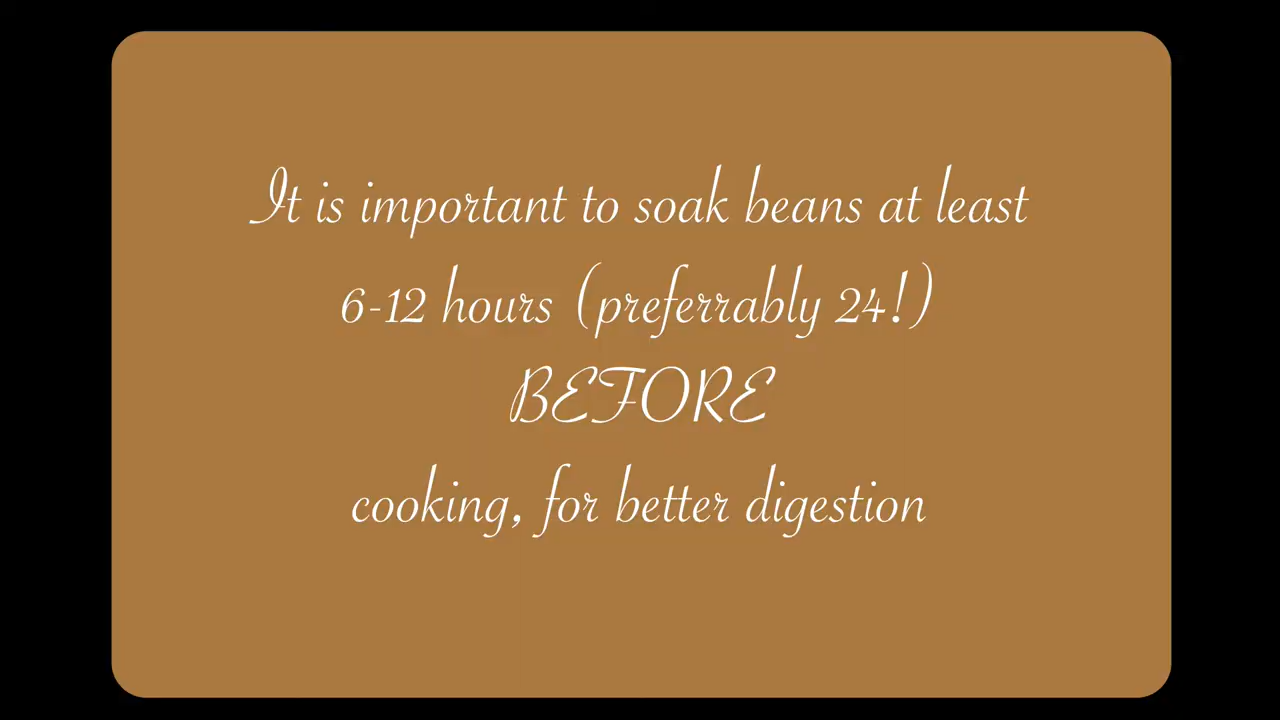 It is important to soak beans at least
6-12 hours (preferrably 24!)
BEFORE
cooking, for better digestion